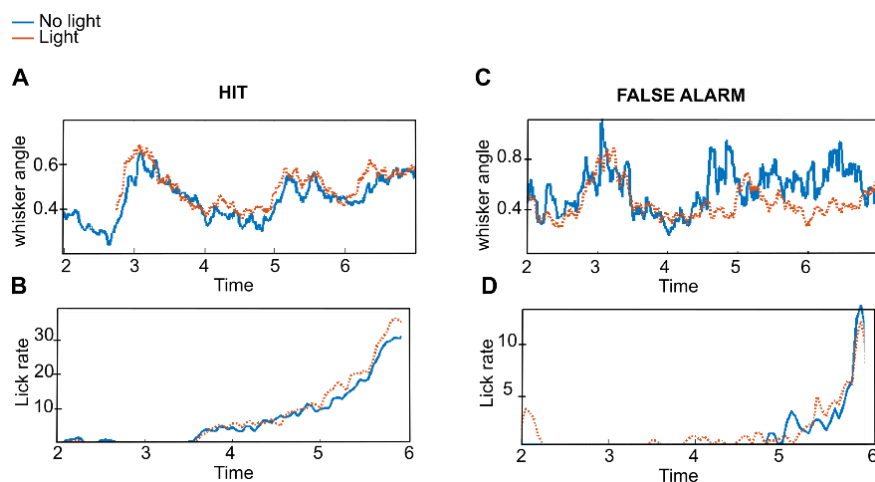 No light
Light
A
HIT
whisker angle
0.6
0.4
2 3 4 5 6
Time
B
Lick rate
30
20
10
2 3 4 5 6
Time
C
FALSE ALARM
whisker angle
0.8
0.4
2 3 4 5 6
Time
D
Lick rate
10
5
2 3 4 5 6
Time